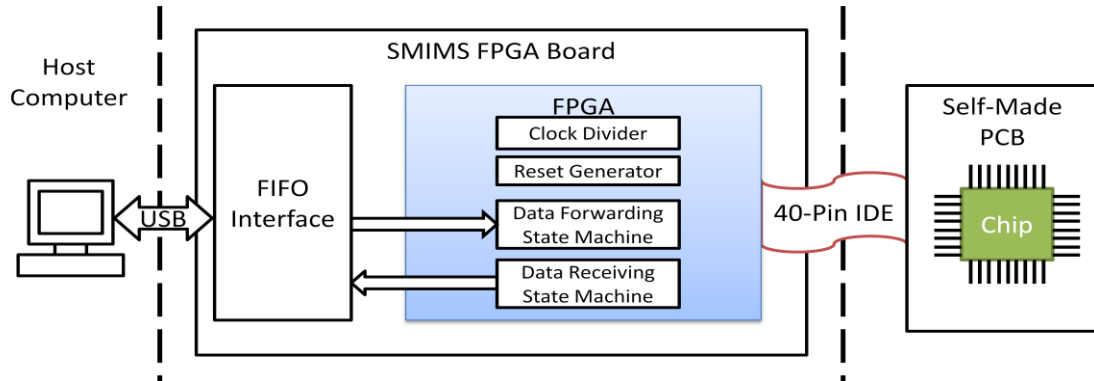 Host
Computer
USB
SMIMS FPGA Board
FIFO
Interface
FPGA
Clock Divider
Reset Generator
Data Forwarding
State Machine
Data Receiving
State Machine
40-Pin IDE
Self-Made
PCB
Chip